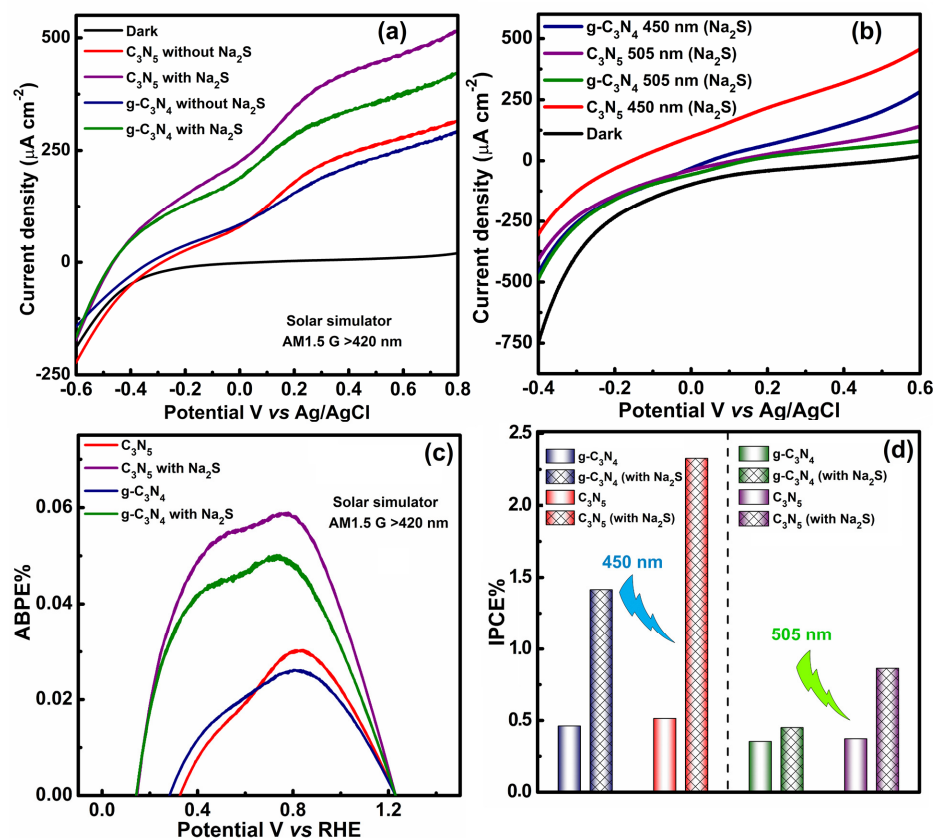 (a)
Dark
C₃N₅ without Na₂S
C₃N₅ with Na₂S
g-C₃N₄ without Na₂S
g-C₃N₄ with Na₂S
Solar simulator
AM1.5 G >420 nm
Current density (μA cm⁻²)
500
250
0
-250
-0.6 -0.4 -0.2 0.0 0.2 0.4 0.6 0.8
Potential V vs Ag/AgCl
(b)
g-C₃N₄ 450 nm (Na₂S)
C₃N₅ 505 nm (Na₂S)
g-C₃N₄ 505 nm (Na₂S)
C₃N₅ 450 nm (Na₂S)
Dark
Current density (μA cm⁻²)
500
250
0
-250
-500
-750
-0.4 -0.2 0.0 0.2 0.4 0.6
Potential V vs Ag/AgCl
(c)
C₃N₅
C₃N₅ with Na₂S
g-C₃N₄
g-C₃N₄ with Na₂S
Solar simulator
AM1.5 G >420 nm
ABPE%
0.06
0.04
0.02
0.00
0.0 0.4 0.8 1.2
Potential V vs RHE
(d)
g-C₃N₄
g-C₃N₄ (with Na₂S
C₃N₅
C₃N₅ (with Na₂S)
g-C₃N₄
g-C₃N₄ (with Na₂S)
C₃N₅
C₃N₅ (with Na₂S)
450 nm
505 nm
IPCE%
2.5
2.0
1.5
1.0
0.5
0.0